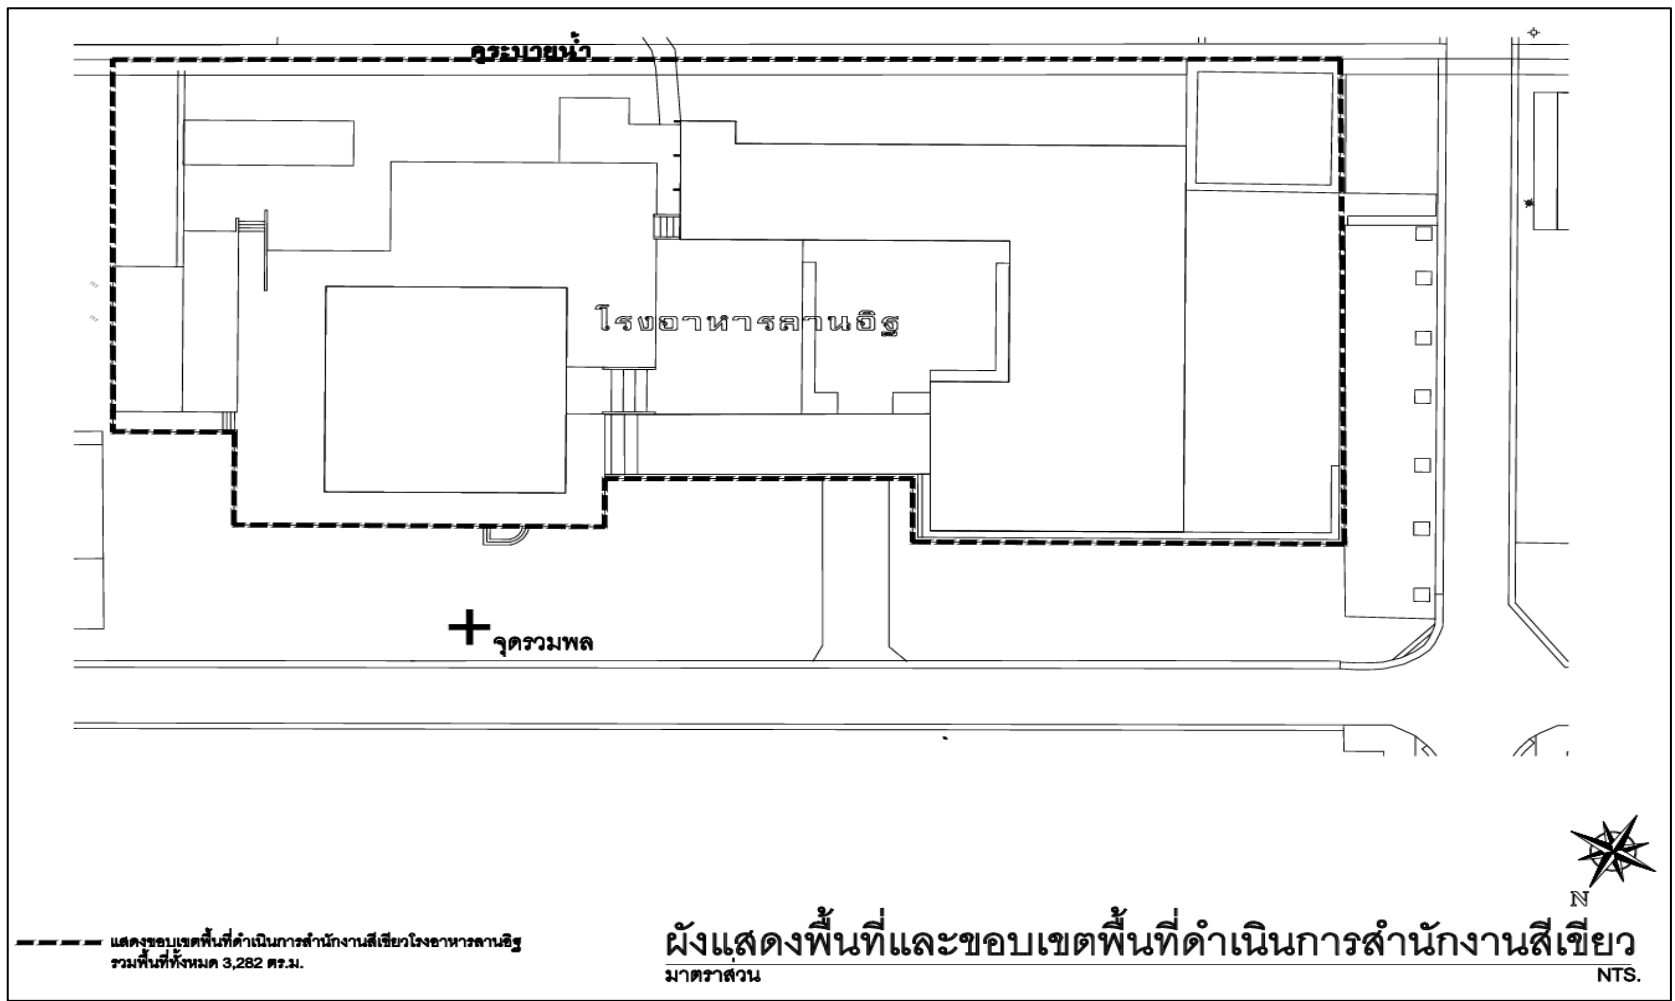 คูระบายน้ำ
โรงอาหารลานอิฐ
จุดรวมพล
N
แสดงขอบเขตพื้นที่ดำเนินการสำนักงานสีเขียวโรงอาหารลานอิฐ
รวมพื้นที่ทั้งหมด 3,282 ตร.ม.
ผังแสดงพื้นที่และขอบเขตพื้นที่ดำเนินการสำนักงานสีเขียว
มาตราส่วน NTS.